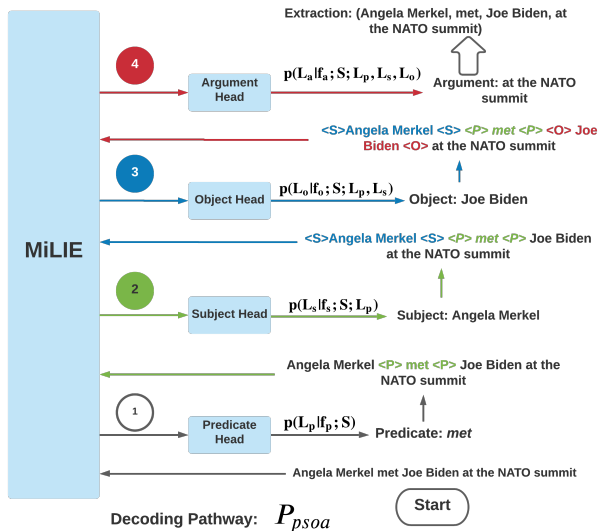 Extraction: (Angela Merkel, met, Joe Biden, at
the NATO summit)
4
Argument
Head
p(Lₐ|fₐ; S; Lₚ, Lₛ, Lₒ)
Argument: at the NATO
summit
<S>Angela Merkel <S> <P> met <P> <O> Joe
Biden <O> at the NATO summit
3
Object Head
p(Lₒ|fₒ; S; Lₚ, Lₛ)
Object: Joe Biden
MiLIE
<S>Angela Merkel <S> <P> met <P> Joe Biden
at the NATO summit
2
Subject Head
p(Lₛ|fₛ; S; Lₚ)
Subject: Angela Merkel
Angela Merkel <P> met <P> Joe Biden at the
NATO summit
1
Predicate
Head
p(Lₚ|fₚ; S)
Predicate: met
Angela Merkel met Joe Biden at the NATO summit
Start
Decoding Pathway: Pₚₛₒₐ